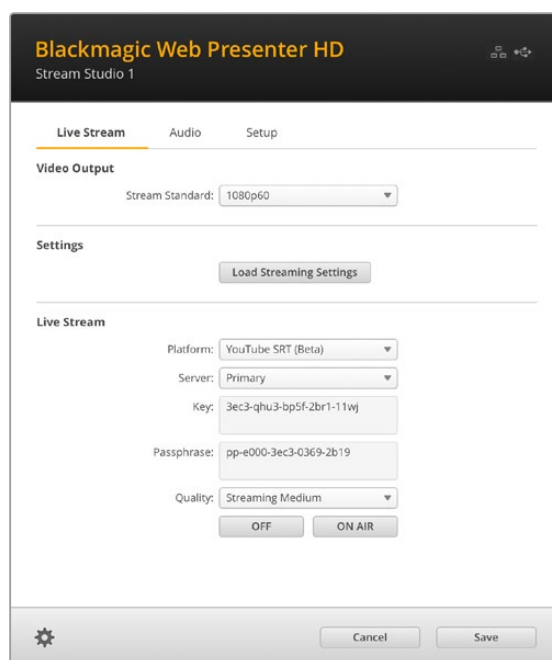 Blackmagic Web Presenter HD
Stream Studio 1
Live Stream Audio Setup
Video Output
Stream Standard: 1080p60
Settings
Load Streaming Settings
Live Stream
Platform: YouTube SRT (Beta)
Server: Primary
Key: 3ec3-qhu3-bp5f-2br1-11wj
Passphrase: pp-e000-3ec3-0369-2b19
Quality: Streaming Medium
OFF ON AIR
Cancel Save